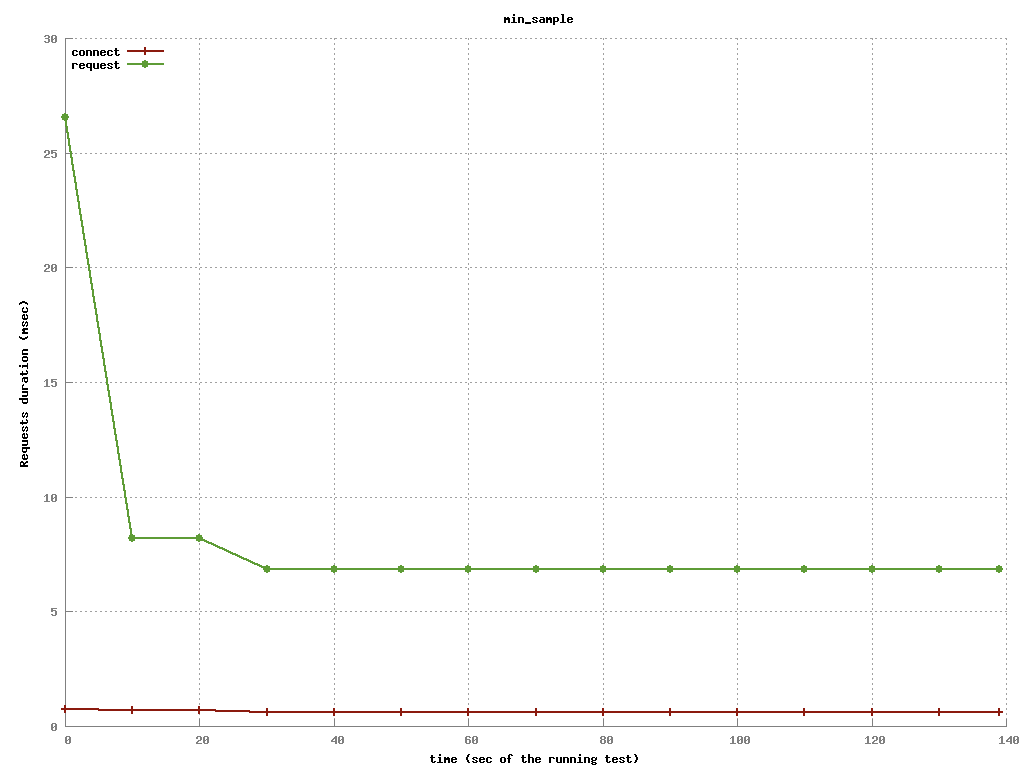 min_sample
connect
request
30
25
20
15
10
5
0
Requests duration (msec)
0 20 40 60 80 100 120 140
time (sec of the running test)